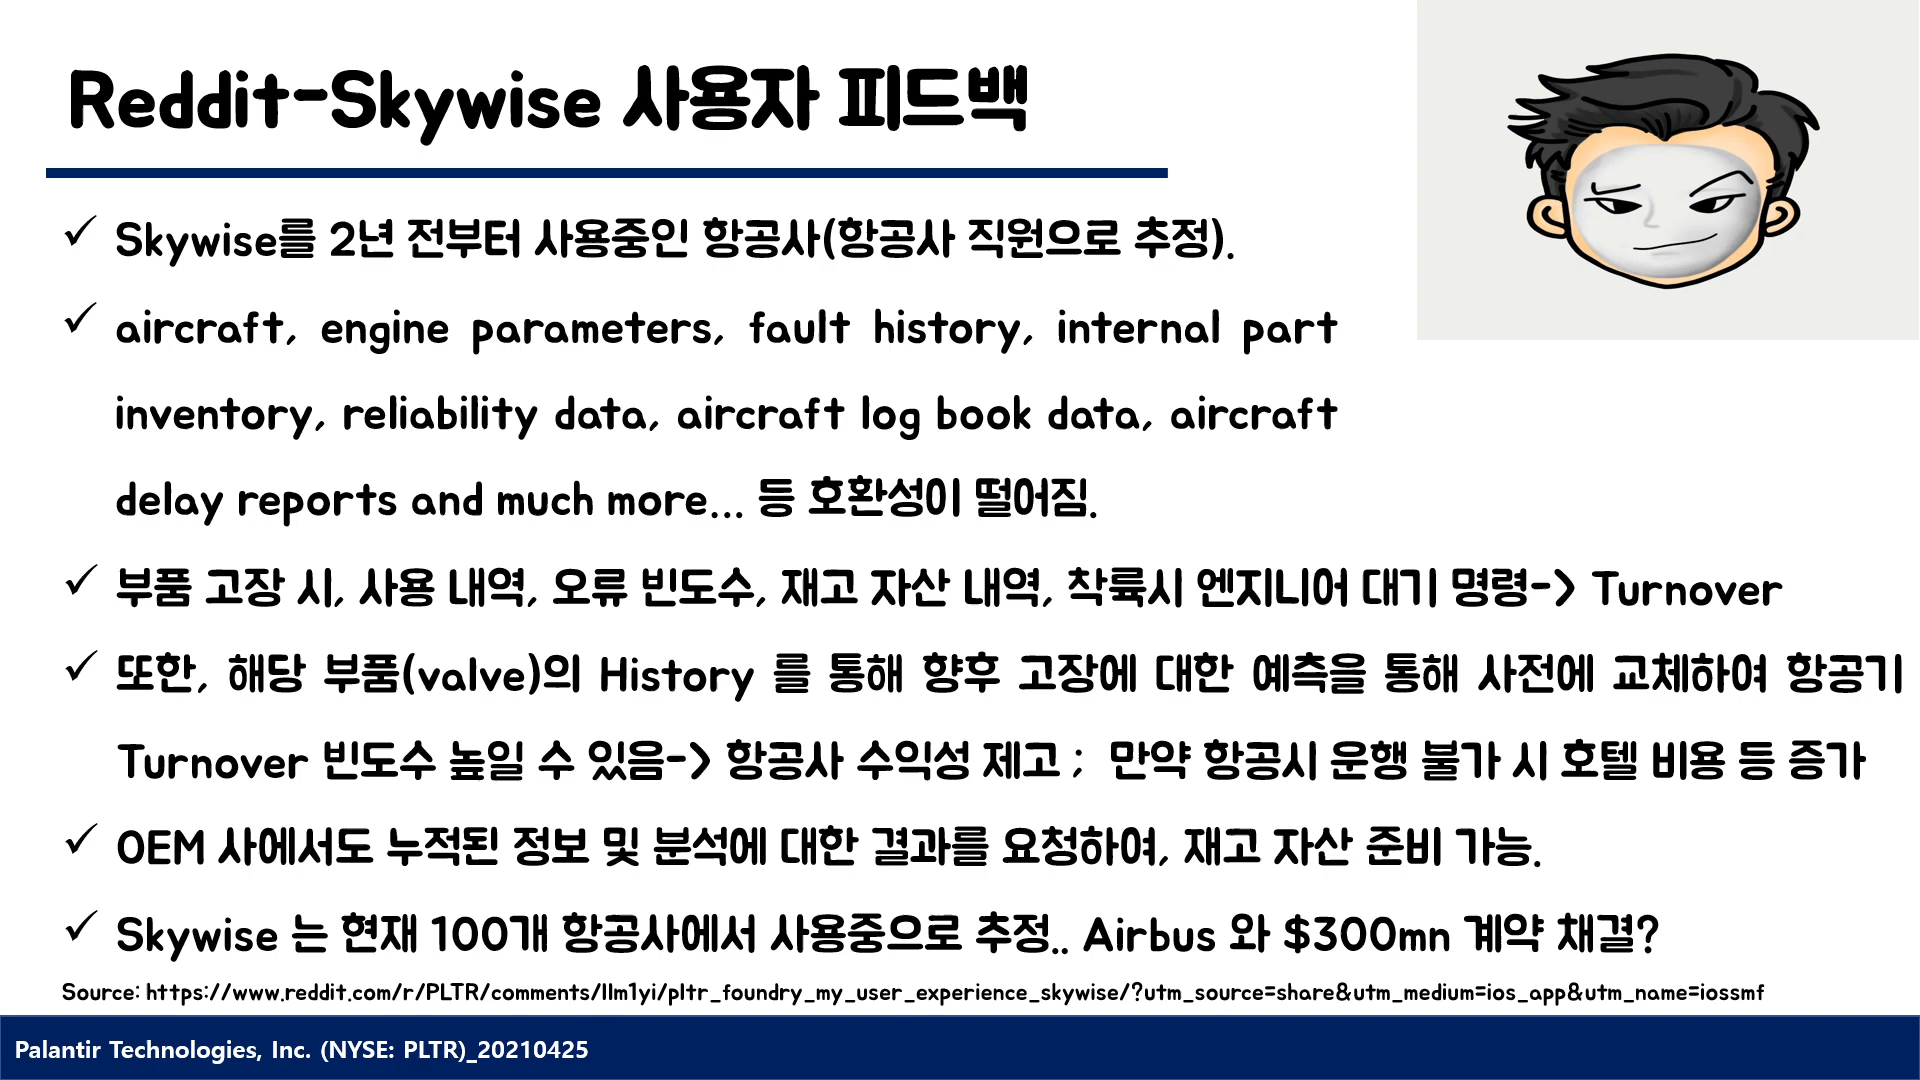 Reddit-Skywise 사용자 피드백
✓ Skywise를 2년 전부터 사용중인 항공사(항공사 직원으로 추정).
✓ aircraft, engine parameters, fault history, internal part
inventory, reliability data, aircraft log book data, aircraft
delay reports and much more... 등 호환성이 떨어짐.
✓ 부품 고장 시, 사용 내역, 오류 빈도수, 재고 자산 내역, 착륙시 엔지니어 대기 명령-> Turnover
✓ 또한, 해당 부품(valve)의 History 를 통해 향후 고장에 대한 예측을 통해 사전에 교체하여 항공기
Turnover 빈도수 높일 수 있음-> 항공사 수익성 제고 ; 만약 항공시 운행 불가 시 호텔 비용 등 증가
✓ OEM 사에서도 누적된 정보 및 분석에 대한 결과를 요청하여, 재고 자산 준비 가능.
✓ Skywise 는 현재 100개 항공사에서 사용중으로 추정.. Airbus 와 $300mn 계약 채결?
Source: https://www.reddit.com/r/PLTR/comments/llm1yi/pltr_foundry_my_user_experience_skywise/?utm_source=share&utm_medium=ios_app&utm_name=iossmf
Palantir Technologies, Inc. (NYSE: PLTR)_20210425